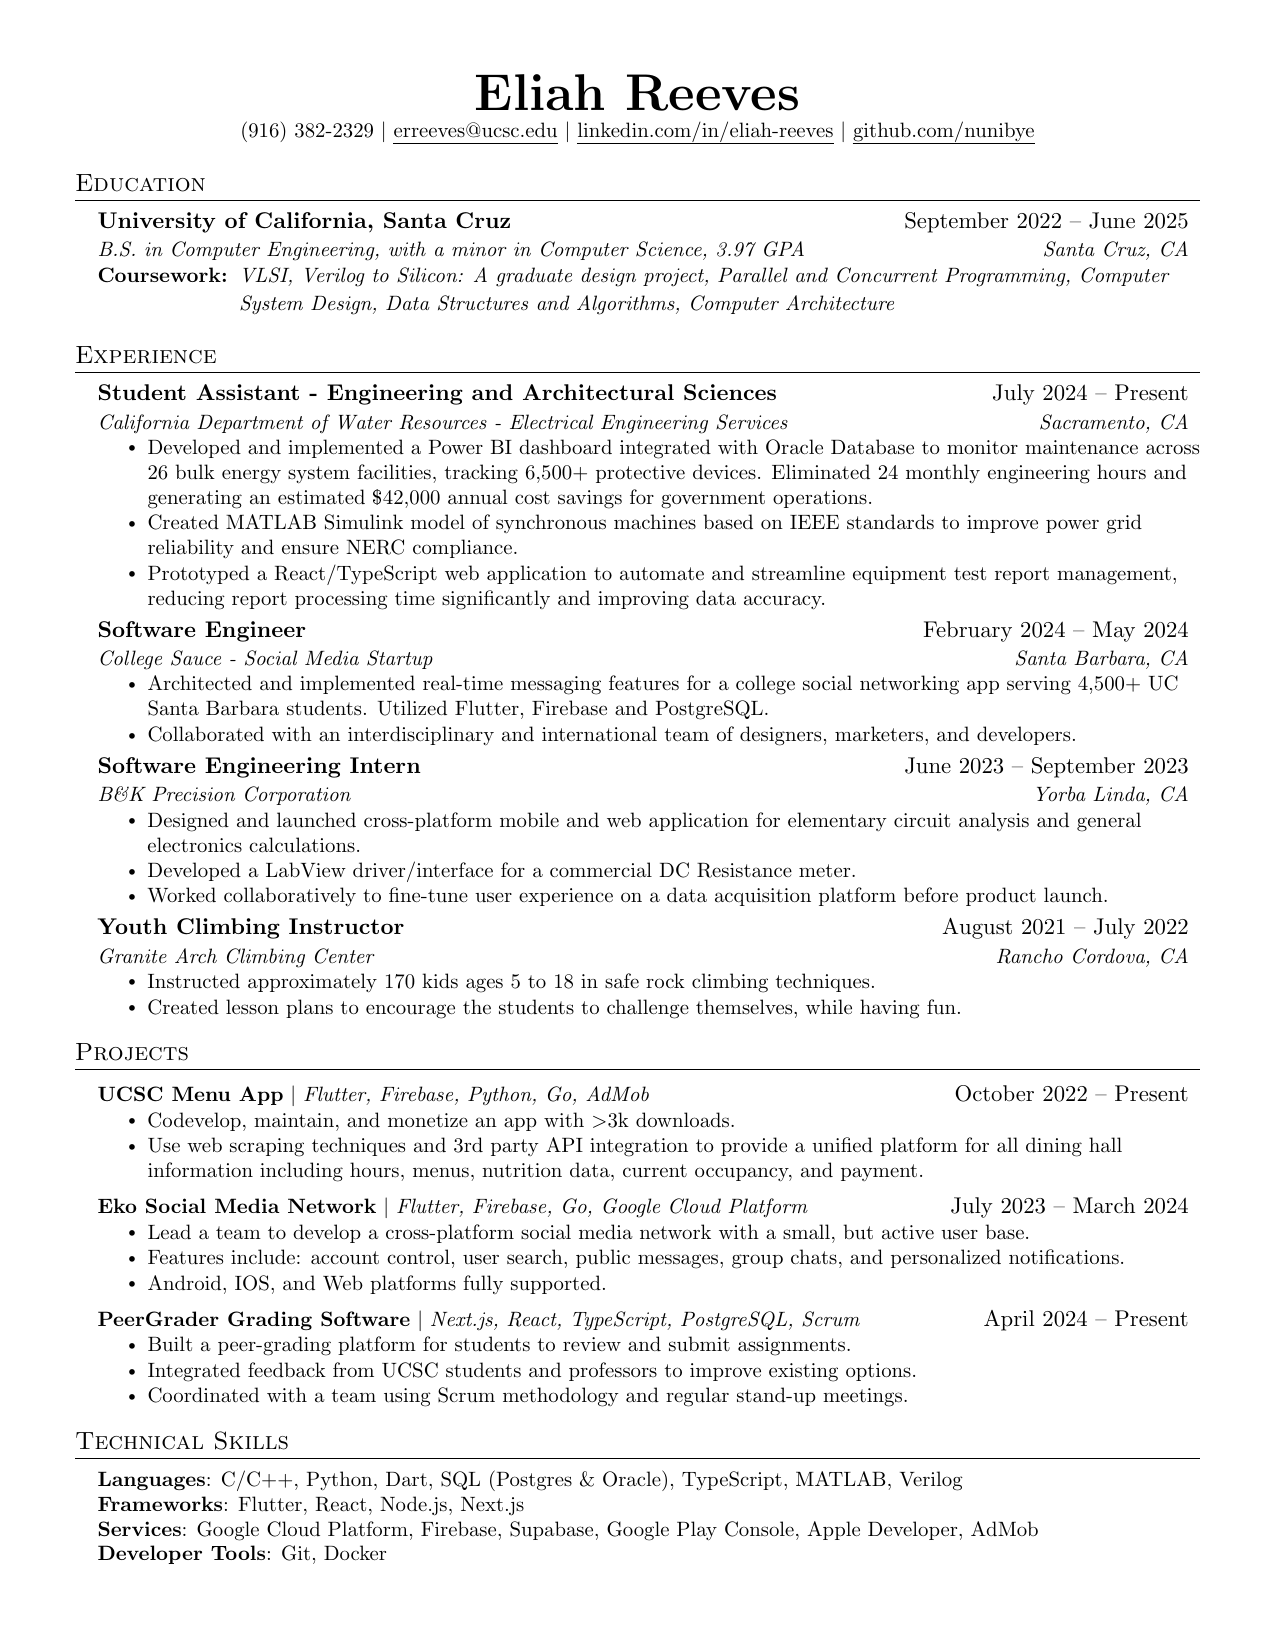 Eliah Reeves
(916) 382-2329 | erreeves@ucsc.edu | linkedin.com/in/eliah-reeves | github.com/nunibye
Education
University of California, Santa Cruz September 2022 – June 2025
B.S. in Computer Engineering, with a minor in Computer Science, 3.97 GPA Santa Cruz, CA
Coursework: VLSI, Verilog to Silicon: A graduate design project, Parallel and Concurrent Programming, Computer
System Design, Data Structures and Algorithms, Computer Architecture
Experience
Student Assistant - Engineering and Architectural Sciences July 2024 – Present
California Department of Water Resources - Electrical Engineering Services Sacramento, CA
• Developed and implemented a Power BI dashboard integrated with Oracle Database to monitor maintenance across
26 bulk energy system facilities, tracking 6,500+ protective devices. Eliminated 24 monthly engineering hours and
generating an estimated $42,000 annual cost savings for government operations.
• Created MATLAB Simulink model of synchronous machines based on IEEE standards to improve power grid
reliability and ensure NERC compliance.
• Prototyped a React/TypeScript web application to automate and streamline equipment test report management,
reducing report processing time significantly and improving data accuracy.
Software Engineer February 2024 – May 2024
College Sauce - Social Media Startup Santa Barbara, CA
• Architected and implemented real-time messaging features for a college social networking app serving 4,500+ UC
Santa Barbara students. Utilized Flutter, Firebase and PostgreSQL.
• Collaborated with an interdisciplinary and international team of designers, marketers, and developers.
Software Engineering Intern June 2023 – September 2023
B&K Precision Corporation Yorba Linda, CA
• Designed and launched cross-platform mobile and web application for elementary circuit analysis and general
electronics calculations.
• Developed a LabView driver/interface for a commercial DC Resistance meter.
• Worked collaboratively to fine-tune user experience on a data acquisition platform before product launch.
Youth Climbing Instructor August 2021 – July 2022
Granite Arch Climbing Center Rancho Cordova, CA
• Instructed approximately 170 kids ages 5 to 18 in safe rock climbing techniques.
• Created lesson plans to encourage the students to challenge themselves, while having fun.
Projects
UCSC Menu App | Flutter, Firebase, Python, Go, AdMob October 2022 – Present
• Codevelop, maintain, and monetize an app with >3k downloads.
• Use web scraping techniques and 3rd party API integration to provide a unified platform for all dining hall
information including hours, menus, nutrition data, current occupancy, and payment.
Eko Social Media Network | Flutter, Firebase, Go, Google Cloud Platform July 2023 – March 2024
• Lead a team to develop a cross-platform social media network with a small, but active user base.
• Features include: account control, user search, public messages, group chats, and personalized notifications.
• Android, IOS, and Web platforms fully supported.
PeerGrader Grading Software | Next.js, React, TypeScript, PostgreSQL, Scrum April 2024 – Present
• Built a peer-grading platform for students to review and submit assignments.
• Integrated feedback from UCSC students and professors to improve existing options.
• Coordinated with a team using Scrum methodology and regular stand-up meetings.
Technical Skills
Languages: C/C++, Python, Dart, SQL (Postgres & Oracle), TypeScript, MATLAB, Verilog
Frameworks: Flutter, React, Node.js, Next.js
Services: Google Cloud Platform, Firebase, Supabase, Google Play Console, Apple Developer, AdMob
Developer Tools: Git, Docker